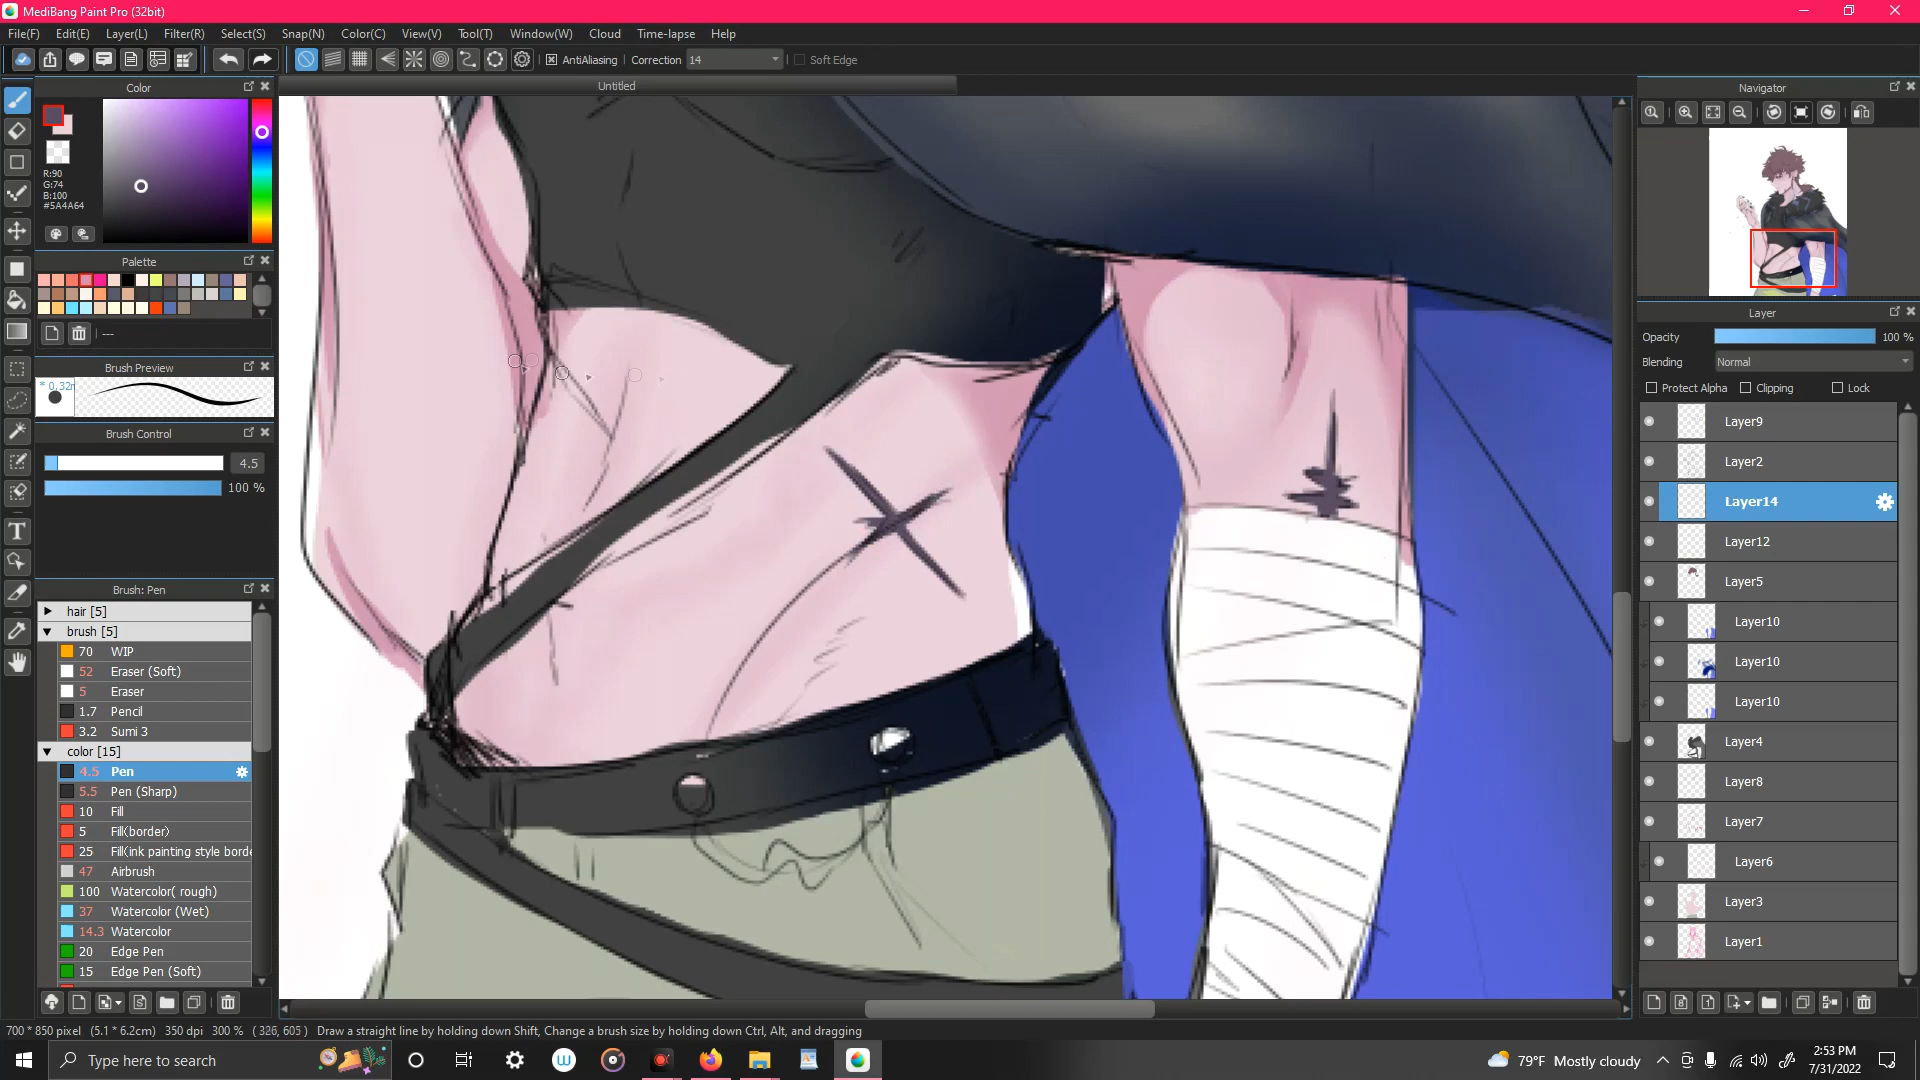 MediBang Paint Pro (32bit)
File(F) Edit(E) Layer(L) Filter(R) Select(S) Snap(N) Color(C) View(V) Tool(T) Window(W) Cloud Time-lapse Help
AntiAliasing Correction 14 Soft Edge
Color
Untitled
Navigator
R:90
G:74
B:100
#5A4A64
Palette
---
Brush Preview
* 0.32m
Brush Control
4.5
100 %
Brush: Pen
hair [5]
brush [5]
70 WIP
52 Eraser (Soft)
5 Eraser
1.7 Pencil
3.2 Sumi 3
color [15]
4.5 Pen
5.5 Pen (Sharp)
10 Fill
5 Fill(border)
25 Fill(ink painting style borde
47 Airbrush
100 Watercolor( rough)
37 Watercolor (Wet)
14.3 Watercolor
20 Edge Pen
15 Edge Pen (Soft)
Layer
Opacity 100 %
Blending Normal
Protect Alpha Clipping Lock
Layer9
Layer2
Layer14
Layer12
Layer5
Layer10
Layer10
Layer10
Layer4
Layer8
Layer7
Layer6
Layer3
Layer1
700 * 850 pixel (5.1 * 6.2cm) 350 dpi 300 % ( 326, 605 ) Draw a straight line by holding down Shift, Change a brush size by holding down Ctrl, Alt, and dragging
Type here to search
79°F Mostly cloudy
2:53 PM
7/31/2022